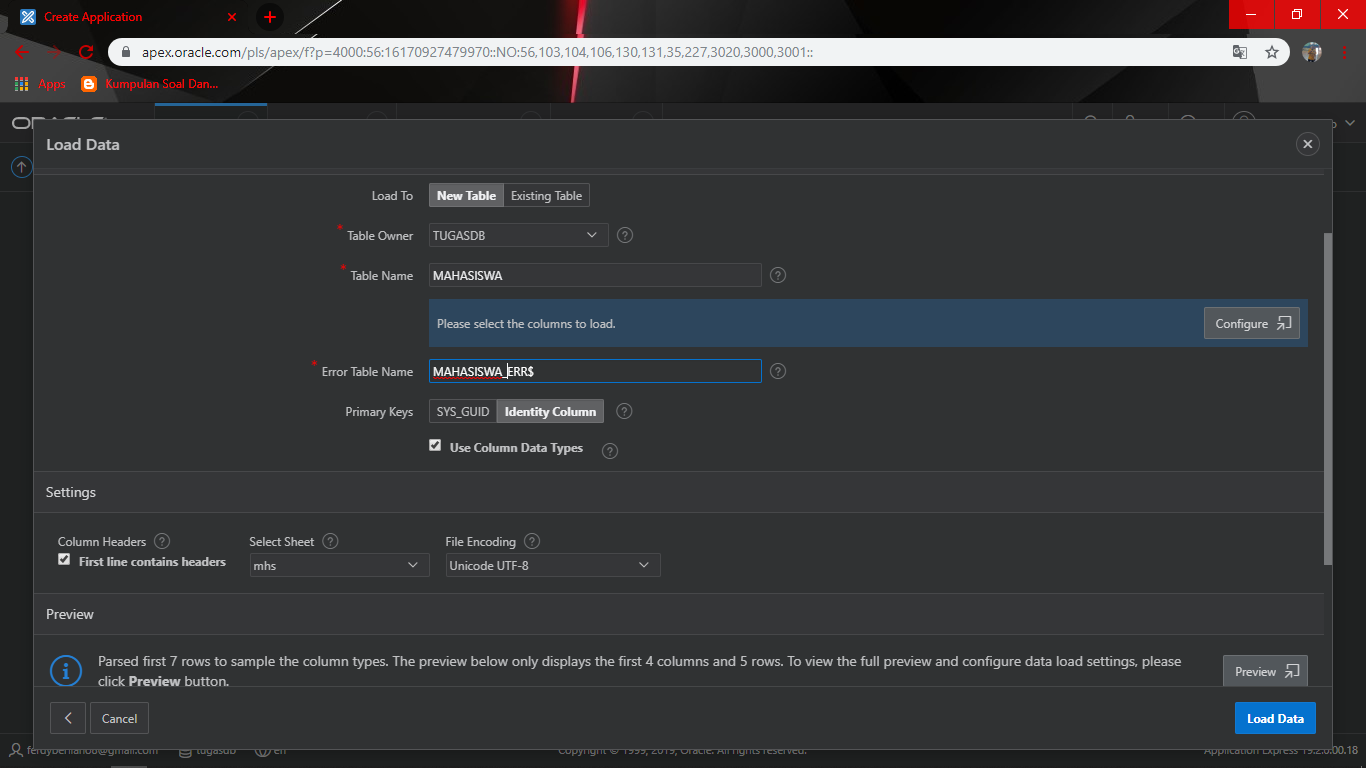 Create Application
apex.oracle.com/pls/apex/f?p=4000:56:16170927479970::NO:56,103,104,106,130,131,35,227,3020,3000,3001::
Apps
Kumpulan Soal Dan...
Load Data
Load To
New Table
Existing Table
* Table Owner
TUGASDB
?
* Table Name
MAHASISWA
?
Please select the columns to load.
Configure
* Error Table Name
MAHASISWA_ERR$
?
Primary Keys
SYS_GUID
Identity Column
?
Use Column Data Types
?
Settings
Column Headers ?
First line contains headers
Select Sheet ?
mhs
File Encoding ?
Unicode UTF-8
Preview
Parsed first 7 rows to sample the column types. The preview below only displays the first 4 columns and 5 rows. To view the full preview and configure data load settings, please
click Preview button.
Preview
Cancel
Load Data
tugasdb
en
Copyright © 1999, 2019, Oracle. All rights reserved.
Application Express 19.2.0.00.18